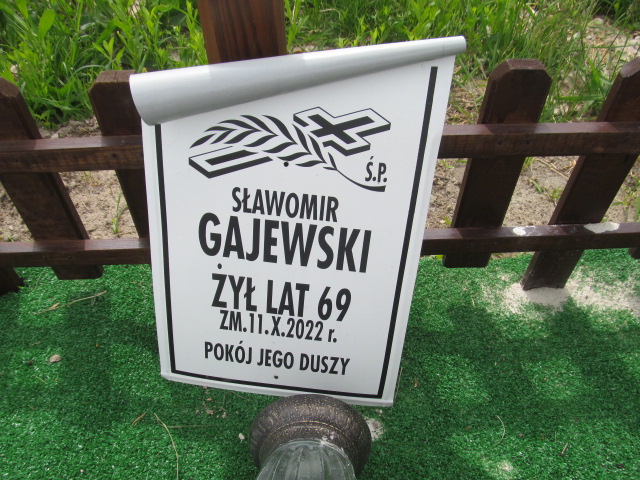 Ś.P.
SŁAWOMIR
GAJEWSKI
ŻYŁ LAT 69
ZM.11.X.2022 r.
POKÓJ JEGO DUSZY